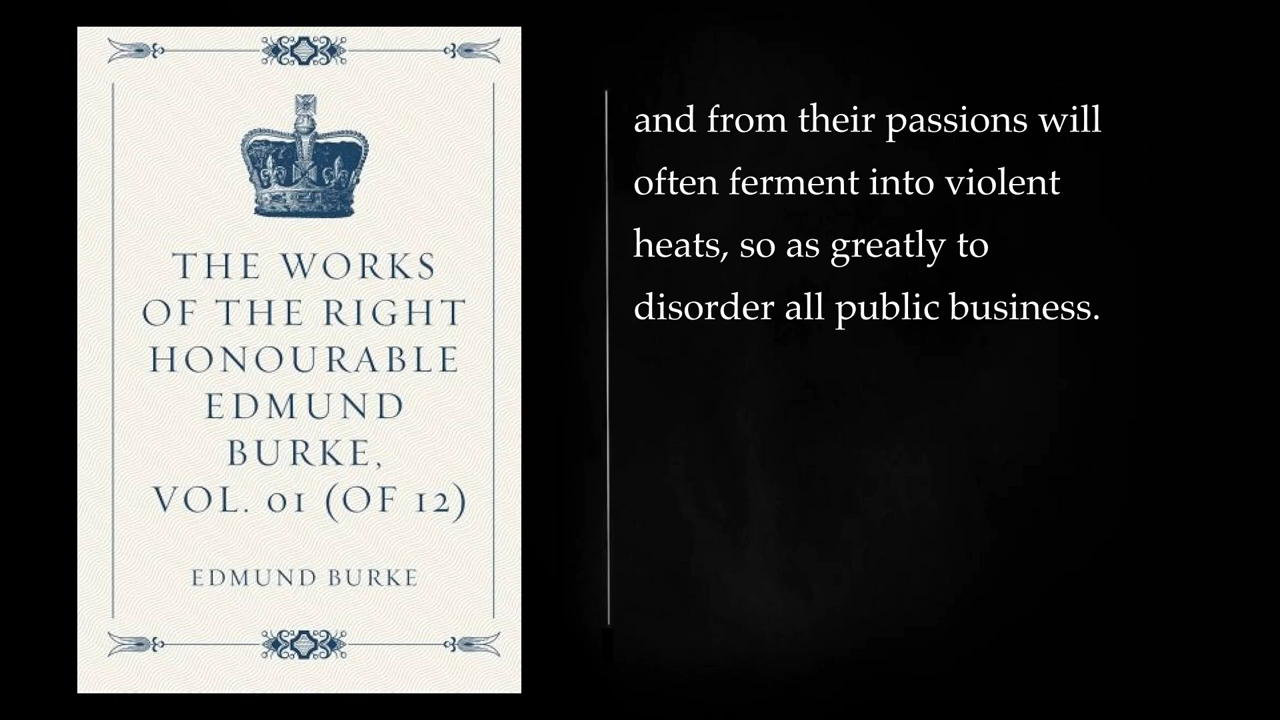 THE WORKS
OF THE RIGHT
HONOURABLE
EDMUND
BURKE,
VOL. 01 (OF 12)
EDMUND BURKE
and from their passions will
often ferment into violent
heats, so as greatly to
disorder all public business.